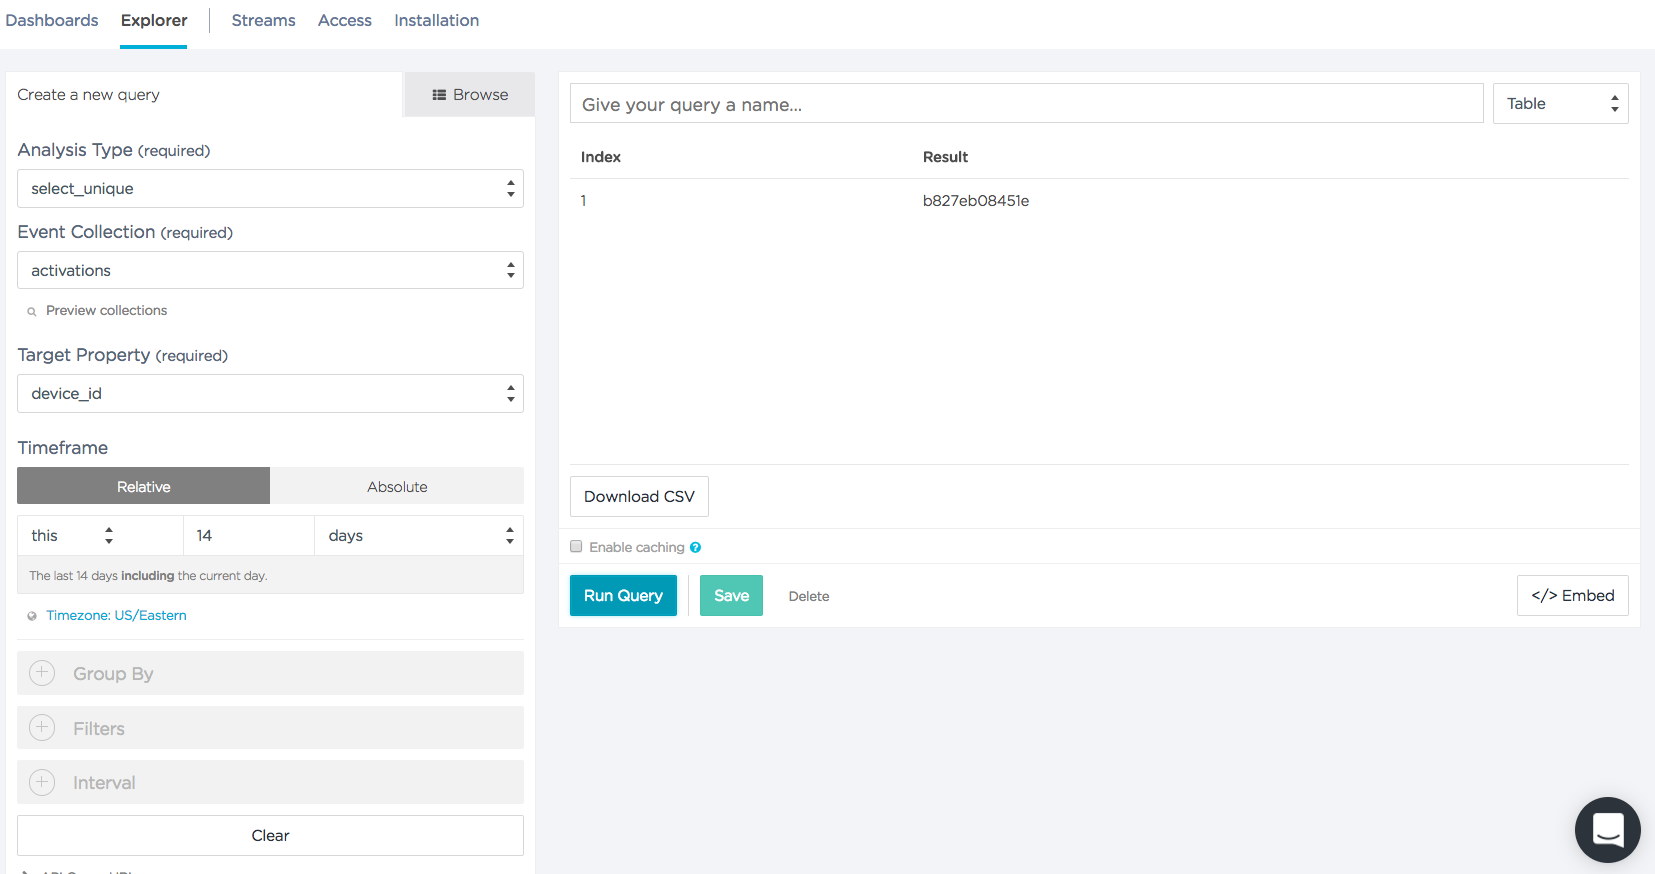 Dashboards Explorer Streams Access Installation
Create a new query
Browse
Analysis Type (required)
select_unique
Event Collection (required)
activations
Preview collections
Target Property (required)
device_id
Timeframe
Relative Absolute
this 14 days
The last 14 days including the current day.
Timezone: US/Eastern
Group By
Filters
Interval
Clear
Give your query a name...
Table
Index Result
1 b827eb08451e
Download CSV
Enable caching ?
Run Query Save Delete </> Embed